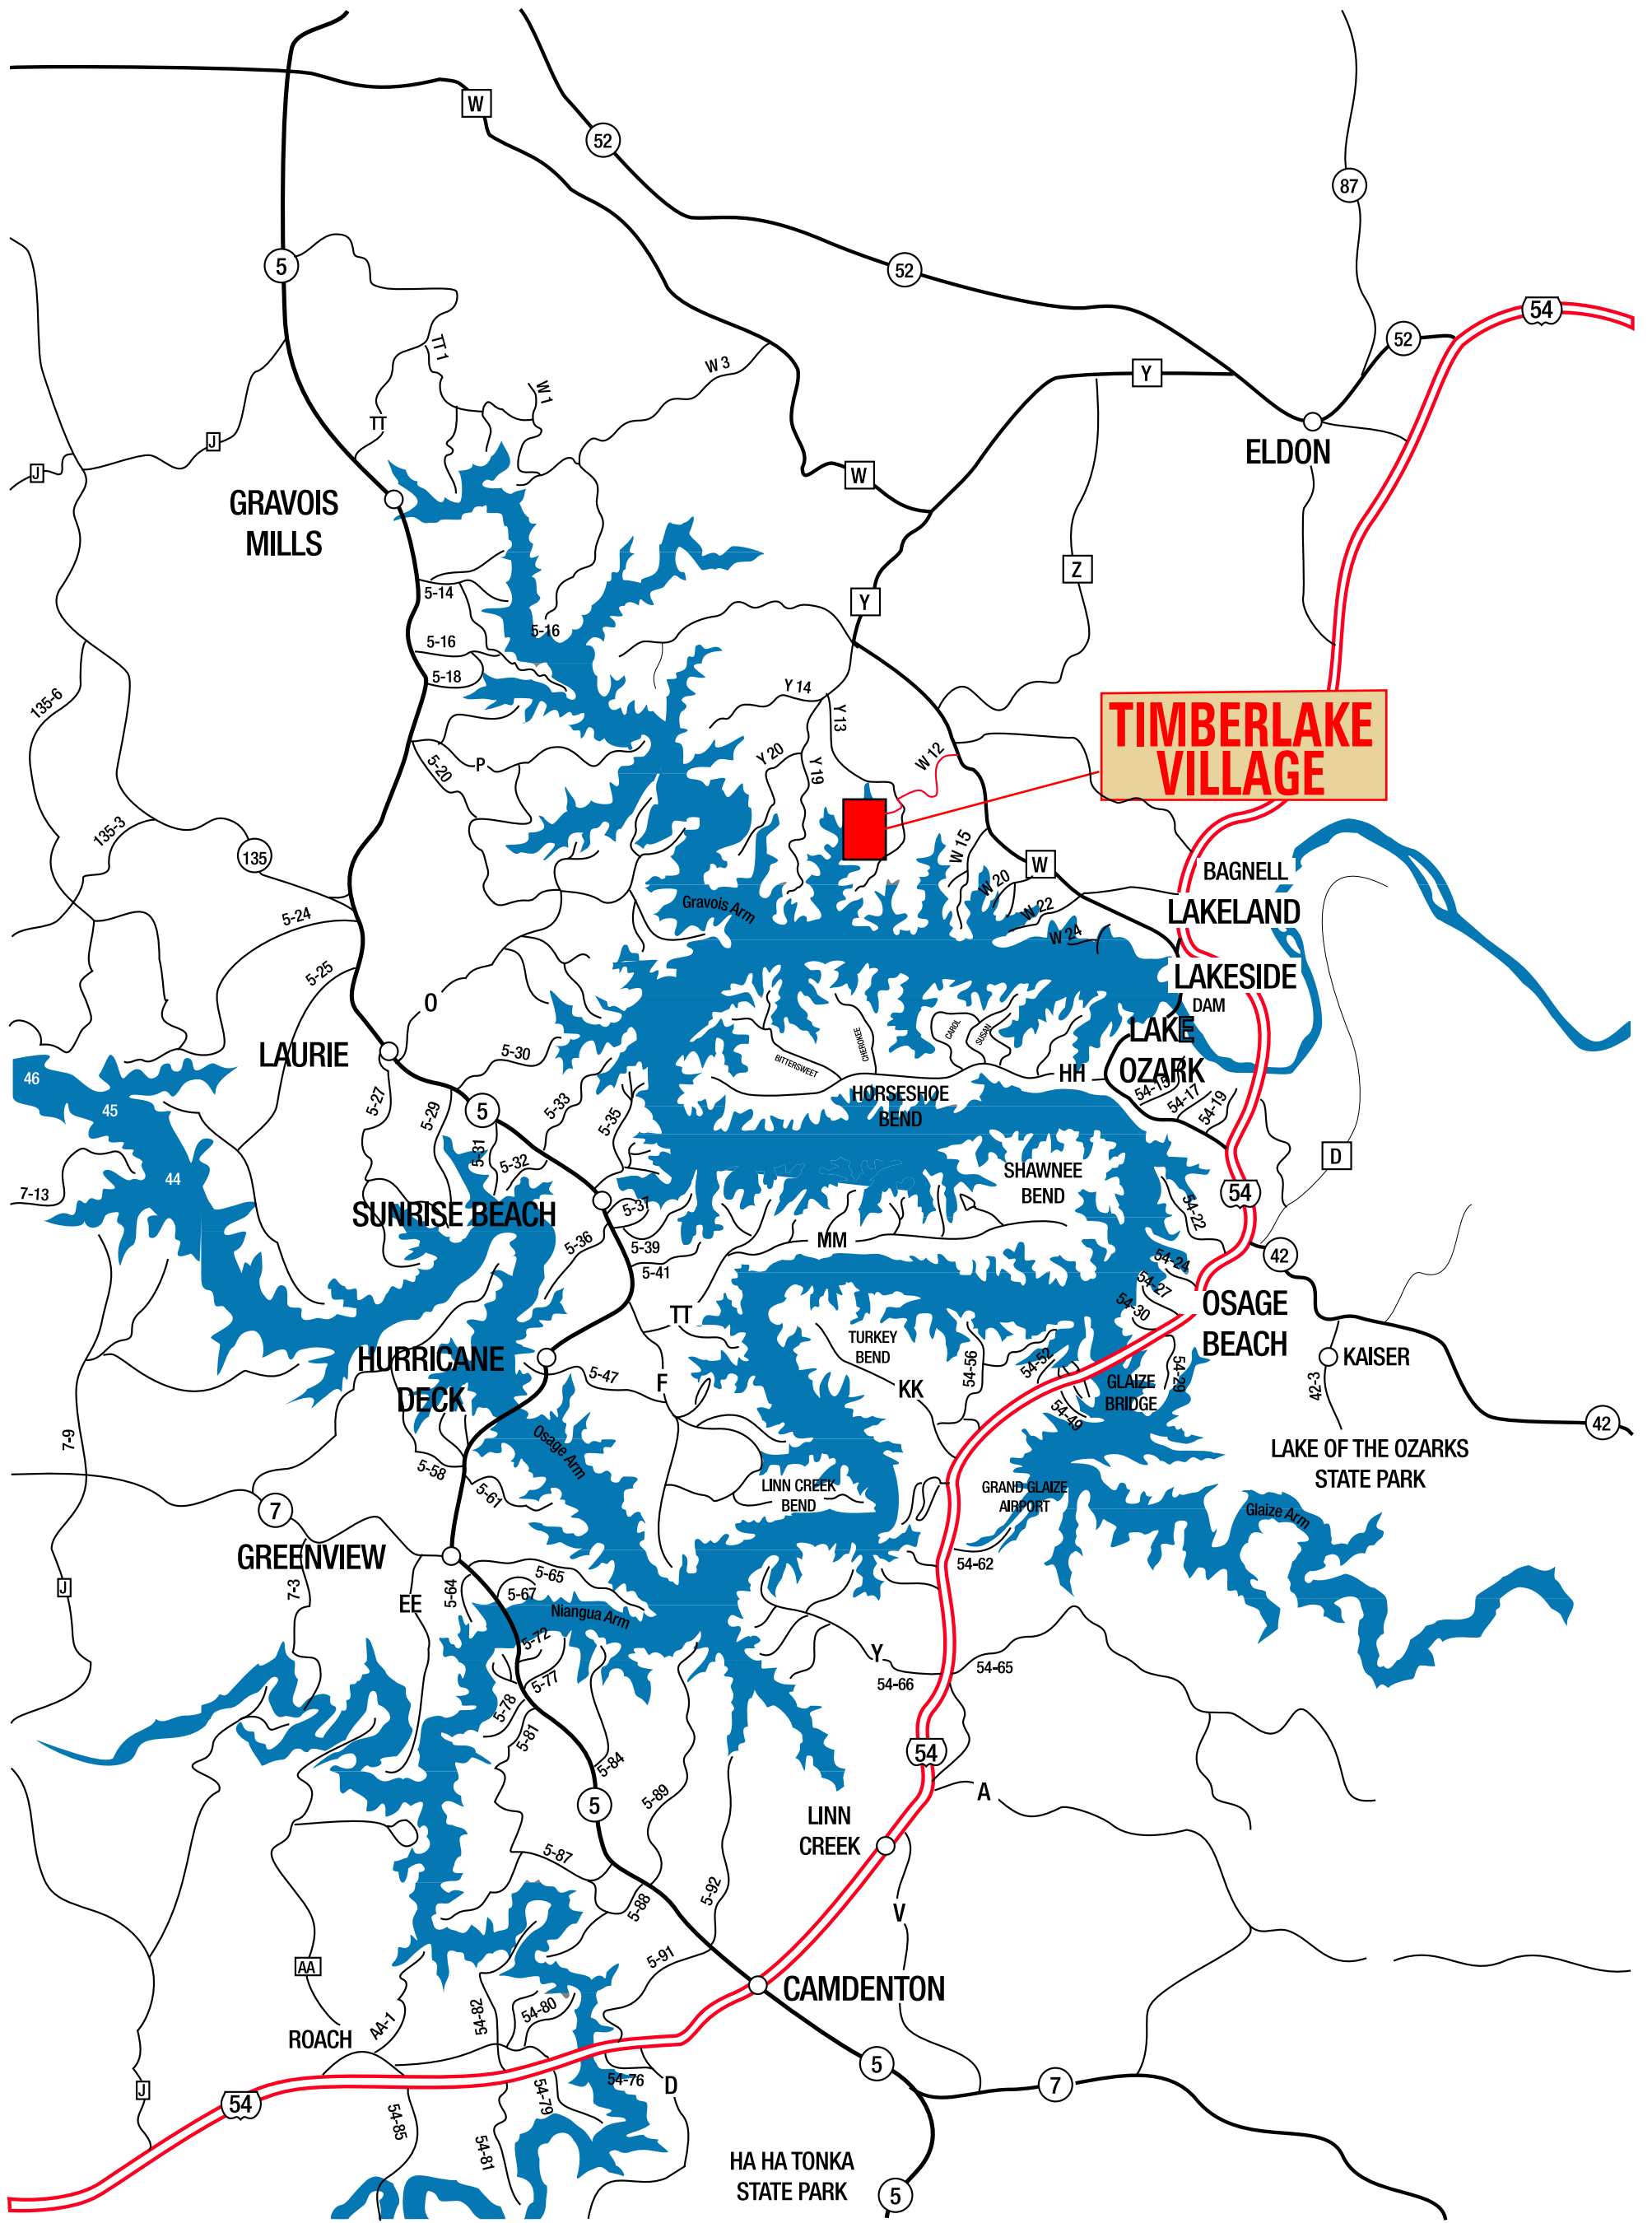 W
52
87
5
52
54
TT 1
W 3
52
W 1
Y
TT
J
ELDON
J
W
GRAVOIS
MILLS
Z
5-14
Y
5-16
5-16
5-18
Y 14
135-6
Y 13
TIMBERLAKE
VILLAGE
5-20
P
Y 20
Y 19
W 12
135-3
135
W 15
W
BAGNELL
W 20
5-24
Gravois Arm
W 22
LAKELAND
W 24
5-25
LAKESIDE
O
DAM
CAROL
SUSAN
CHEROKEE
LAKE
OZARK
LAURIE
5-30
BITTERSWEET
HH
46
HORSESHOE
BEND
54-15
54-17
54-19
45
5-27
5-29
5
5-33
5-35
5-31
5-32
SHAWNEE
BEND
D
44
7-13
54
SUNRISE BEACH
5-37
54-22
5-36
5-39
MM
42
5-41
54-24
54-27
54-30
OSAGE
BEACH
TT
TURKEY
BEND
HURRICANE
DECK
5-47
F
KK
54-56
54-52
GLAIZE
BRIDGE
54-29
KAISER
42-3
54-49
42
7-9
Osage Arm
LAKE OF THE OZARKS
STATE PARK
5-58
5-61
LINN CREEK
BEND
GRAND GLAIZE
AIRPORT
Glaize Arm
7
GREENVIEW
54-62
J
7-3
EE
5-64
5-65
5-67
Niangua Arm
5-72
Y
54-65
54-66
5-77
5-78
5-81
54
5-84
5-89
A
5
LINN
CREEK
5-87
5-92
5-88
V
5-91
AA
CAMDENTON
54-82
54-80
AA-1
ROACH
5
54-76
D
7
J
54
54-79
54-85
54-81
HA HA TONKA
STATE PARK
5